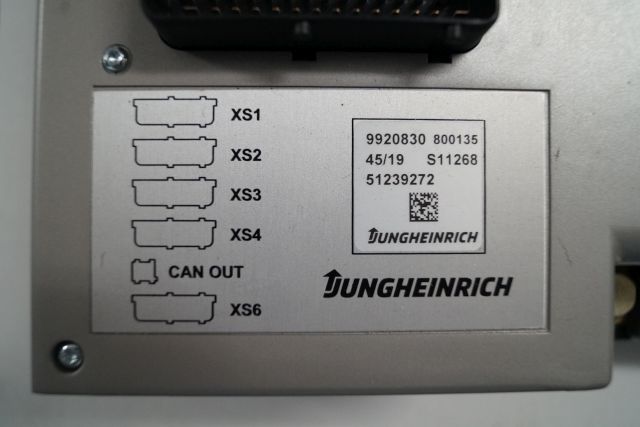 XS1
XS2
XS3
XS4
CAN OUT
XS6
9920830 800135
45/19 S11268
51239272
JUNGHEINRICH
JUNGHEINRICH